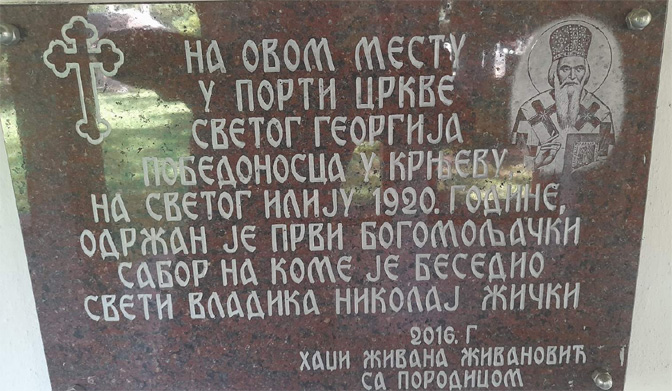 НА ОВОМ МЕСТУ
У ПОРТИ ЦРКВЕ
СВЕТОГ ГЕОРГИЈА
ПОБЕДОНОСЦА У КРЊЕВУ
НА СВЕТОГ ИЛИЈУ 1920. ГОДИНЕ,
ОДРЖАН ЈЕ ПРВИ БОГОМОЉАЧКИ
САБОР НА КОМЕ ЈЕ БЕСЕДИО
СВЕТИ ВЛАДИКА НИКОЛАЈ ЖИЧКИ
2016. Г
ХАЏИ ЖИВАНА ЖИВАНОВИЋ
СА ПОРОДИЦОМ